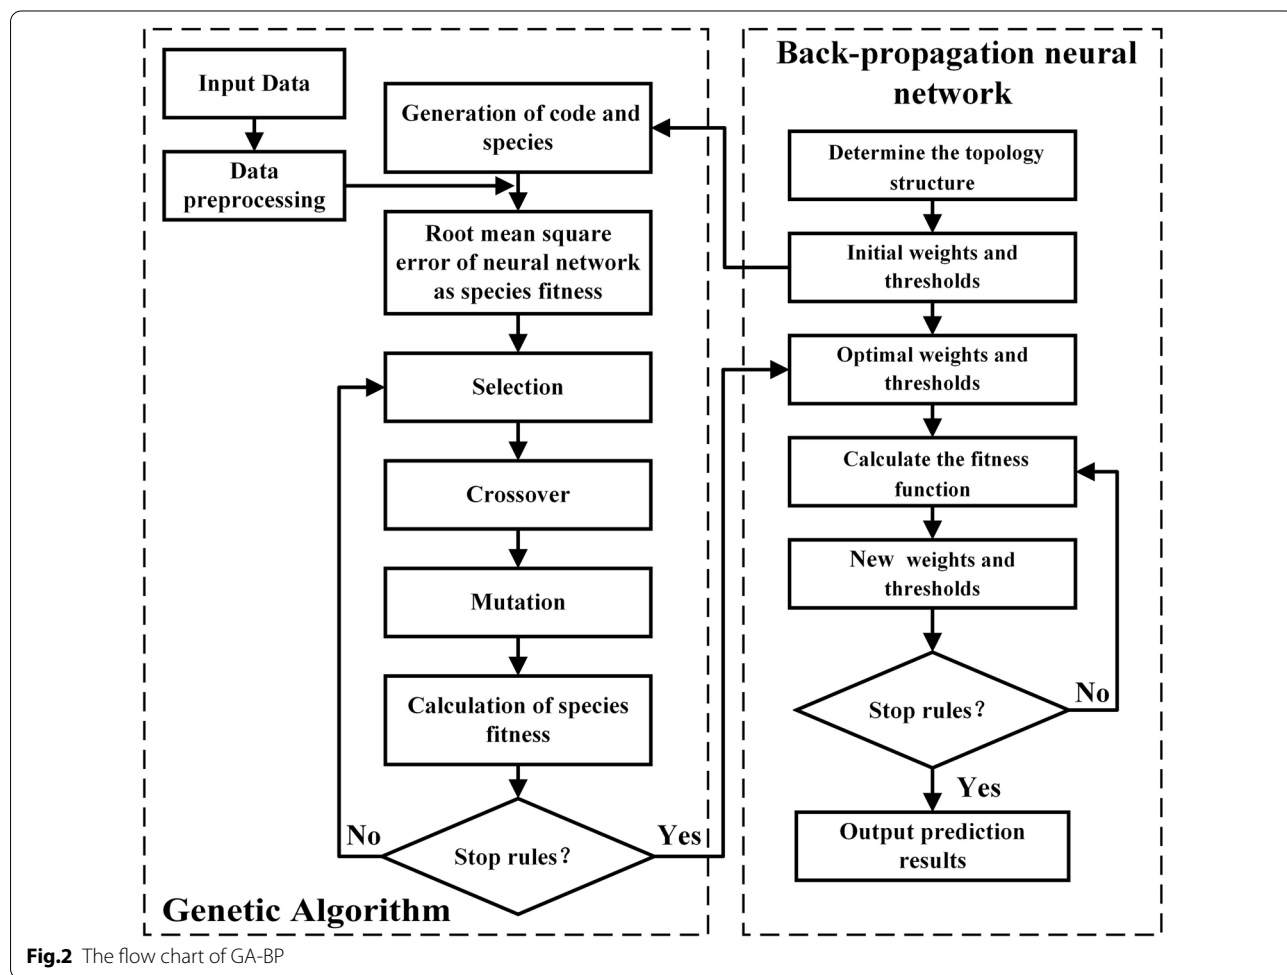 Input Data
Data
preprocessing
Generation of code and
species
Root mean square
error of neural network
as species fitness
Selection
Crossover
Mutation
Calculation of species
fitness
No
Stop rules?
Yes
Genetic Algorithm
Back-propagation neural
network
Determine the topology
structure
Initial weights and
thresholds
Optimal weights and
thresholds
Calculate the fitness
function
New weights and
thresholds
Stop rules?
No
Yes
Output prediction
results
Fig.2 The flow chart of GA-BP